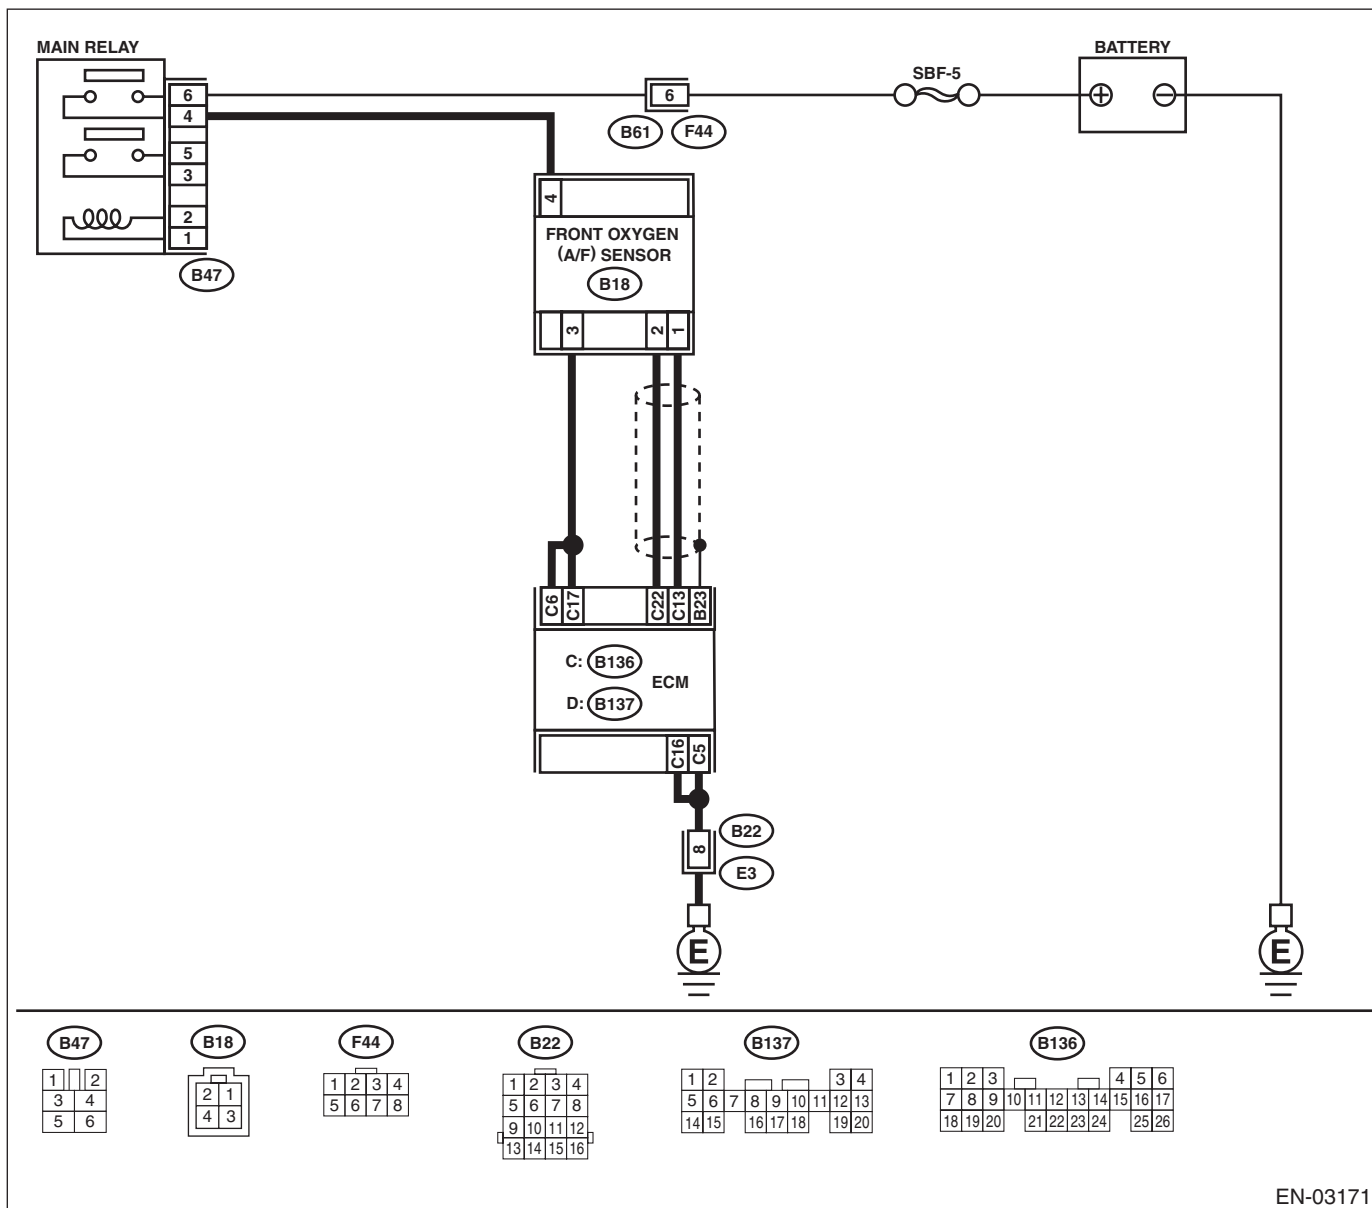 MAIN RELAY
BATTERY
SBF-5
6
4
5
3
2
1
B47
6
B61 F44
4
FRONT OXYGEN
(A/F) SENSOR
B18
3 2 1
C6 C17 C22 C13 B23
C: B136
ECM
D: B137
C16 C5
8
B22
E3
E E
B47 B18 F44 B22 B137 B136
1 2
3 4
5 6
2 1
4 3
1 2 3 4
5 6 7 8
1 2 3 4
5 6 7 8
9 10 11 12
13 14 15 16
1 2 3 4
5 6 7 8 9 10 11 12 13
14 15 16 17 18 19 20
1 2 3 4 5 6
7 8 9 10 11 12 13 14 15 16 17
18 19 20 21 22 23 24 25 26
EN-03171